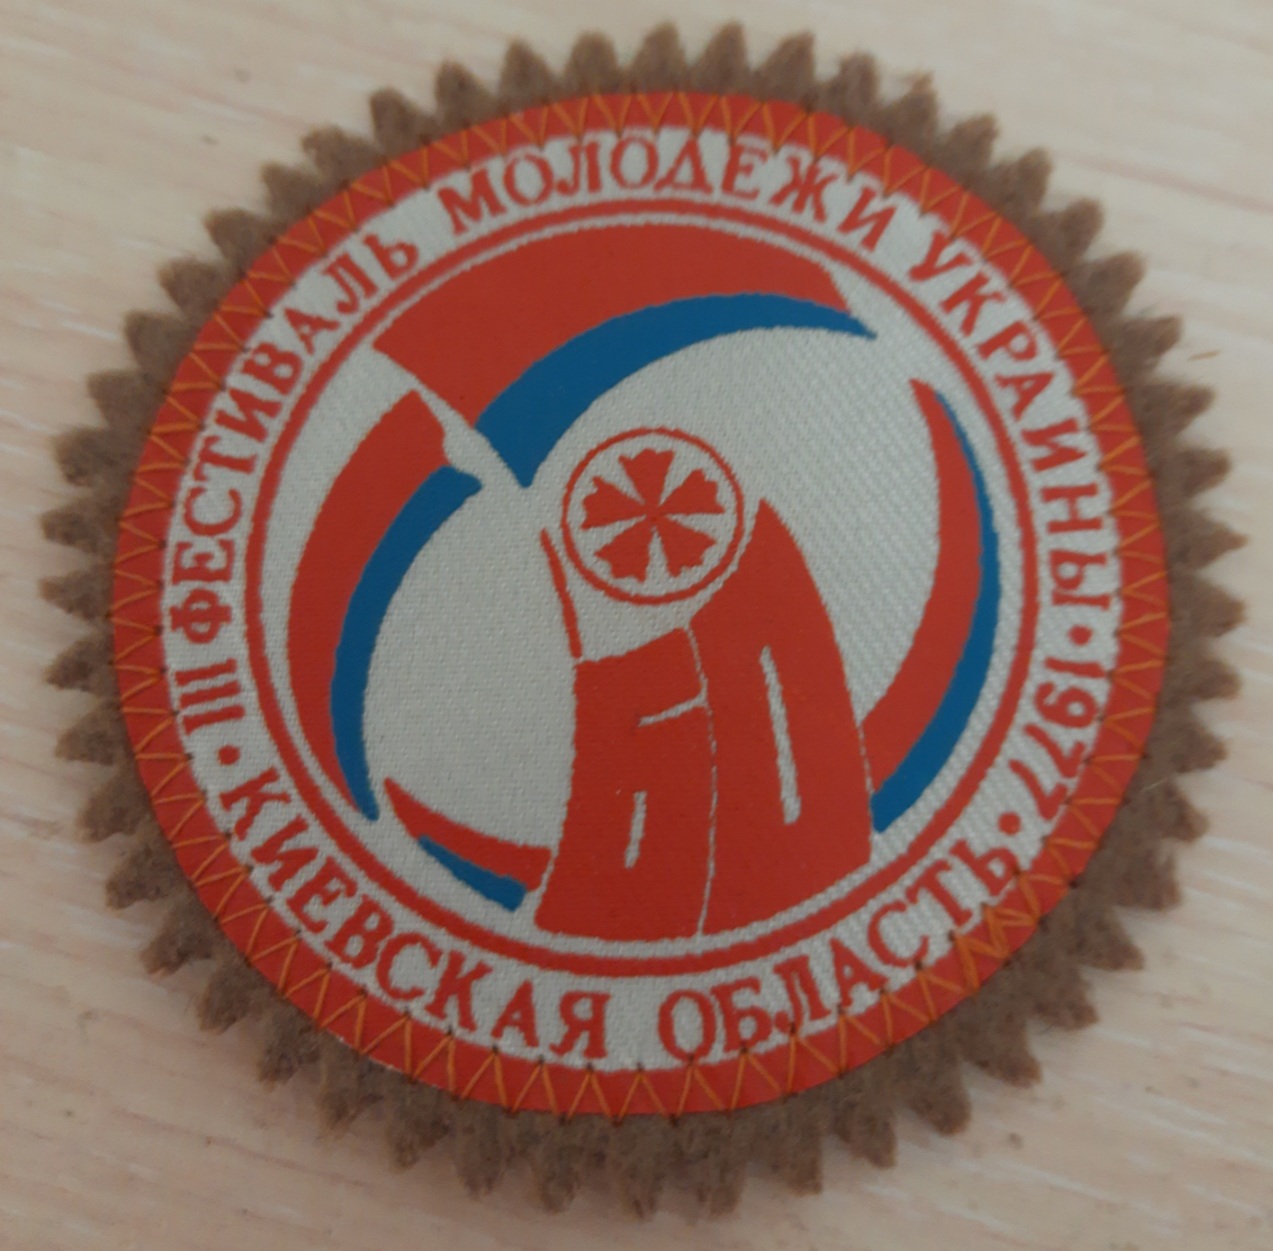 III ФЕСТИВАЛЬ МОЛОДЕЖИ УКРАИНЫ • 1977 •
КИЕВСКАЯ ОБЛАСТЬ •
60